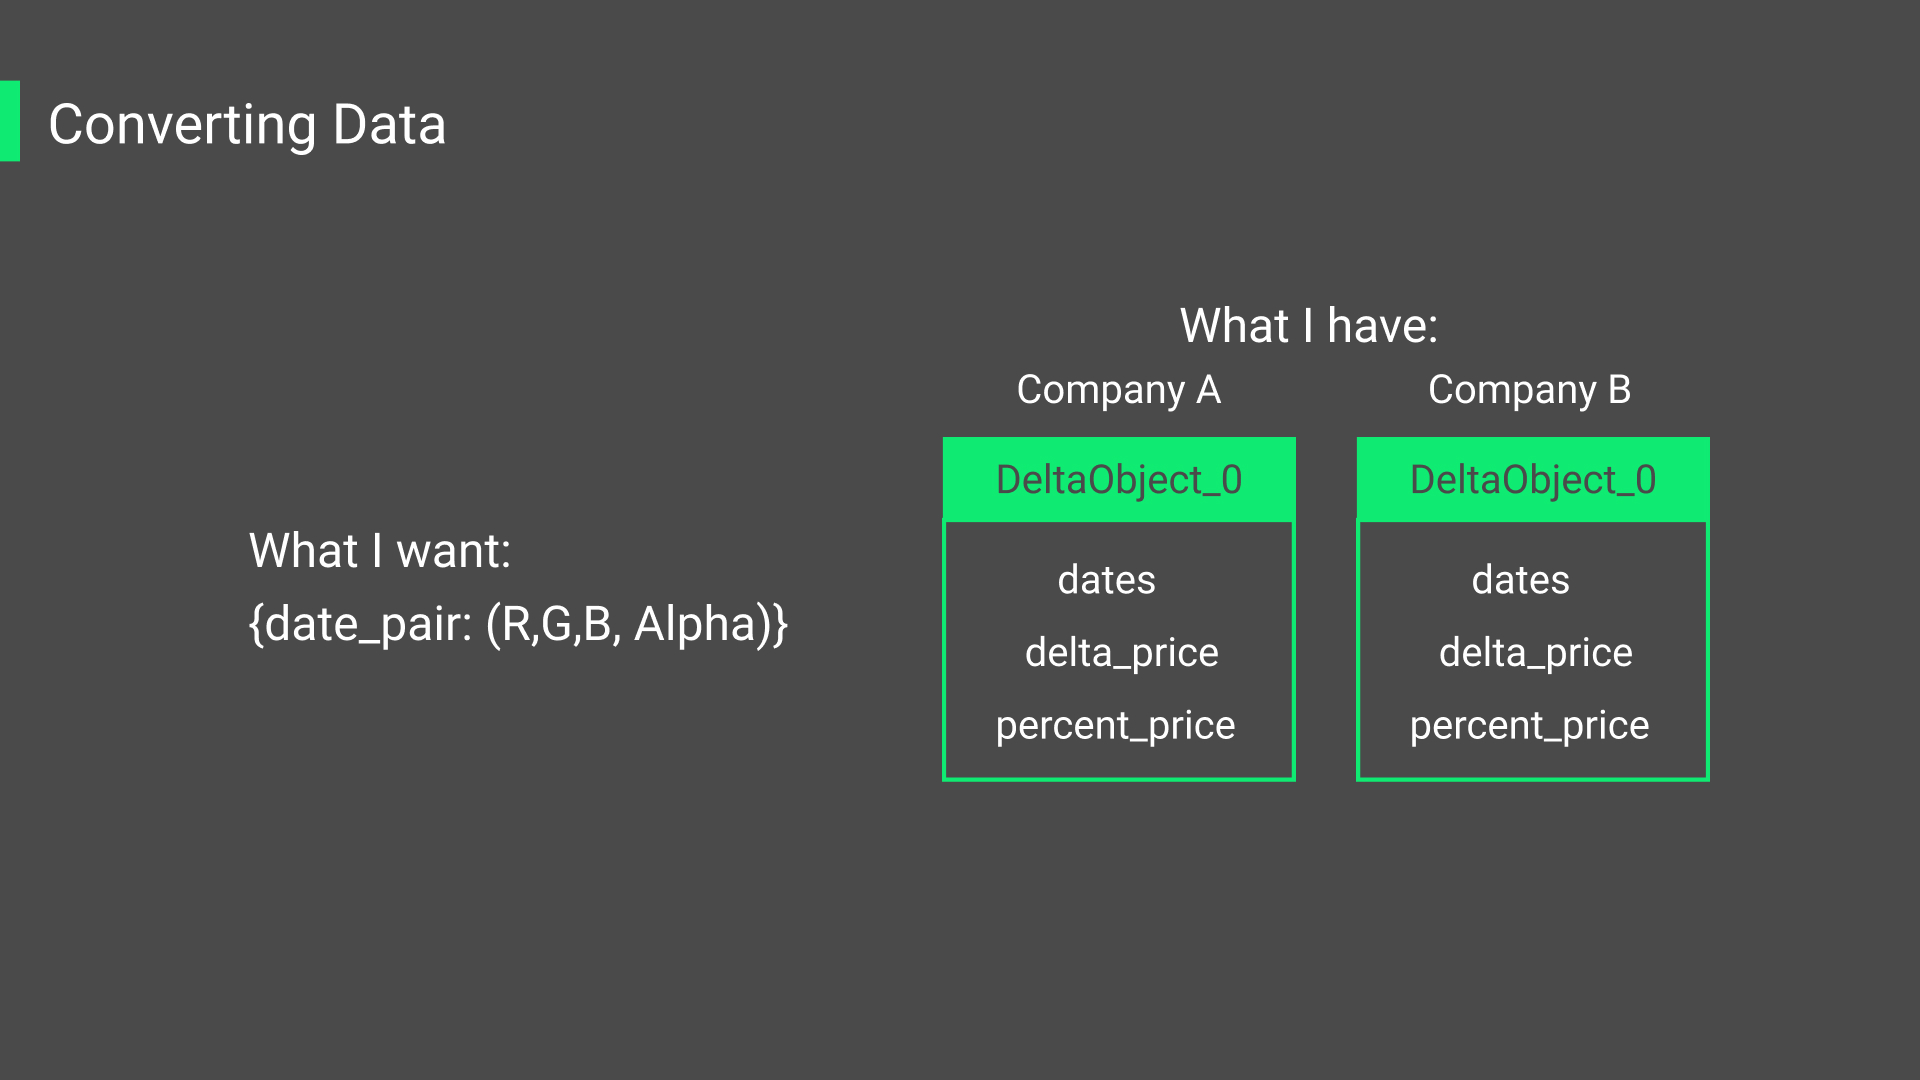 Converting Data
What I want:
{date_pair: (R,G,B, Alpha)}
What I have:
Company A
DeltaObject_0
dates
delta_price
percent_price
Company B
DeltaObject_0
dates
delta_price
percent_price